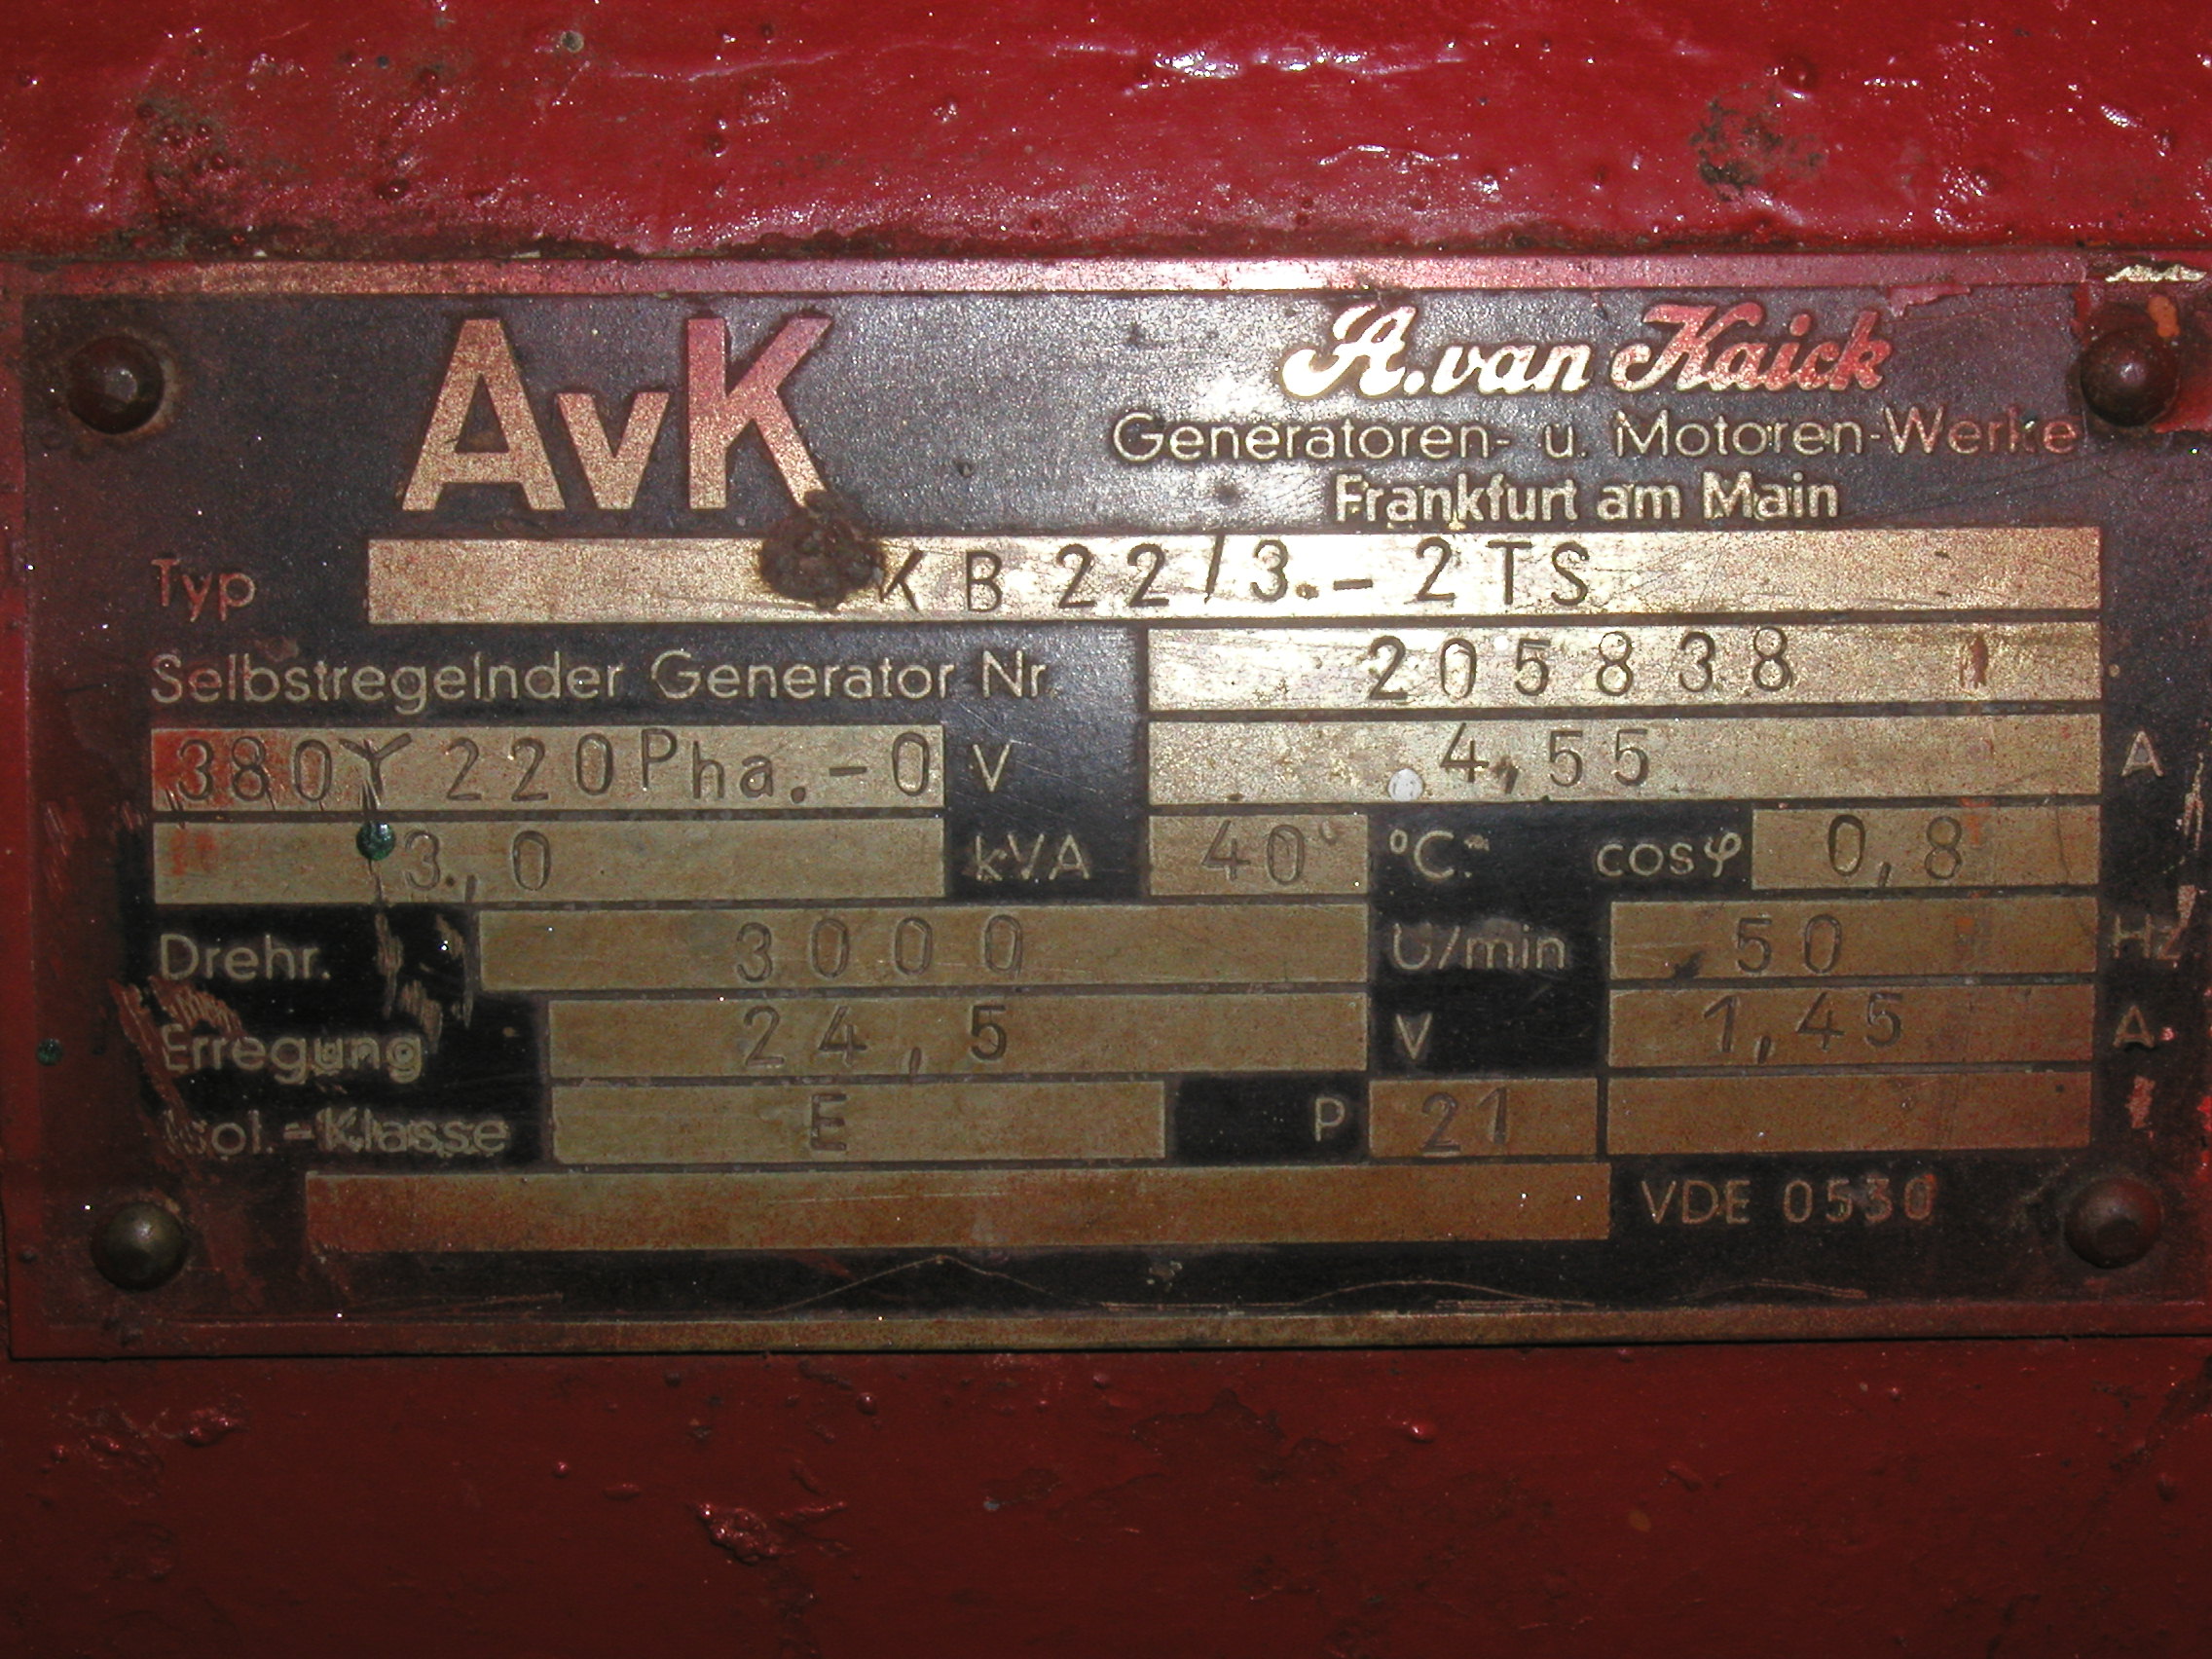 AvK
A. van Kaick
Generatoren- u. Motoren-Werke
Frankfurt am Main
Typ KB 22/3.-2TS
Selbstregelnder Generator Nr. 205838
380Y220Pha.-0 V 4,55 A
3,0 kVA 40° °C. cosφ 0,8
Drehr. 3000 U/min 50 Hz
Erregung 24,5 V 1,45 A
Isol.-Klasse E P 21
VDE 0530